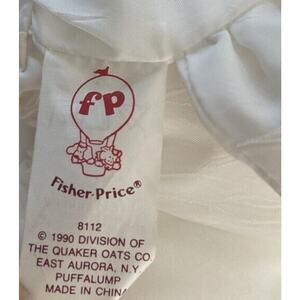 fp
Fisher-Price®
8112
© 1990 DIVISION OF
THE QUAKER OATS CO.
EAST AURORA, N.Y.
PUFFALUMP
MADE IN CHINA